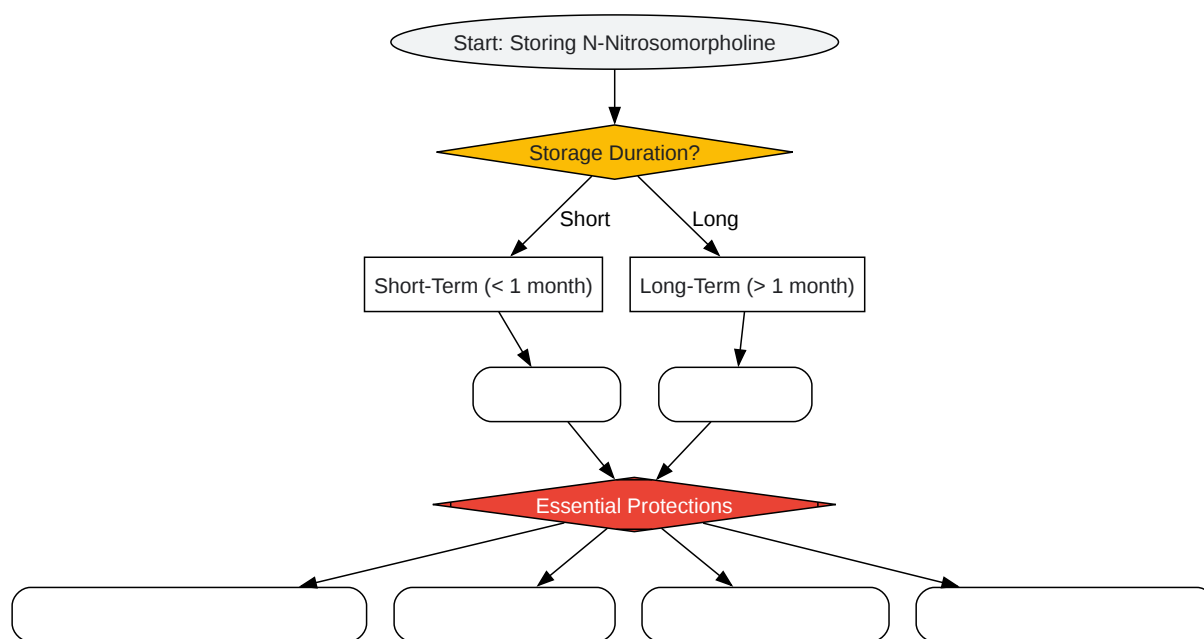 Start: Storing N-Nitrosomorpholine
Storage Duration?
Short
Long
Short-Term (< 1 month)
Long-Term (> 1 month)
Essential Protections